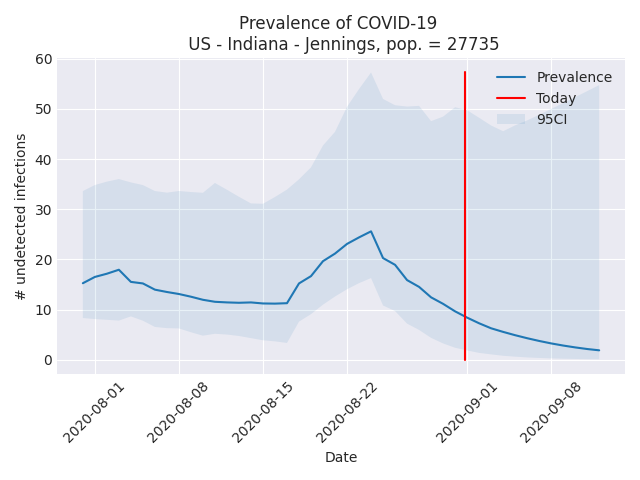 Prevalence of COVID-19
US - Indiana - Jennings, pop. = 27735
Prevalence
Today
95CI
# undetected infections
60
50
40
30
20
10
0
2020-08-01
2020-08-08
2020-08-15
2020-08-22
2020-09-01
2020-09-08
Date